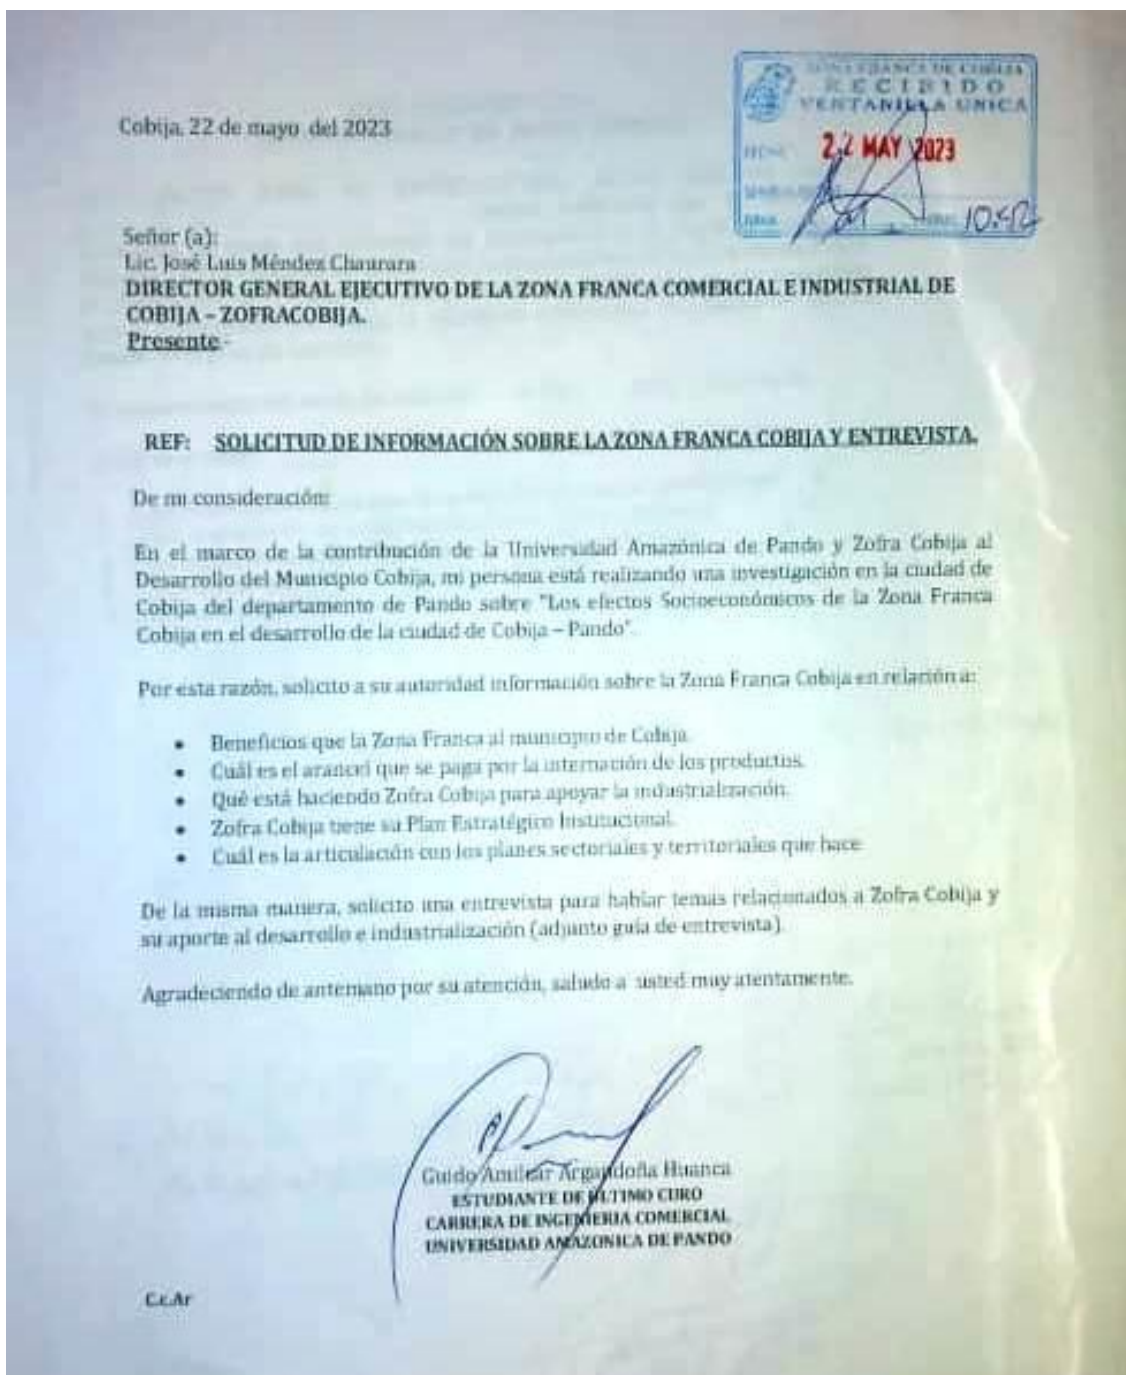 ZONA FRANCA DE COBIJA
RECIBIDO
VENTANILLA UNICA
Cobija, 22 de mayo del 2023
22 MAY 2023
10:42
Señor (a):
Lic. José Luis Méndez Chaurara
DIRECTOR GENERAL EJECUTIVO DE LA ZONA FRANCA COMERCIAL E INDUSTRIAL DE
COBIJA – ZOFRACOBIJA.
Presente.-
REF: SOLICITUD DE INFORMACIÓN SOBRE LA ZONA FRANCA COBIJA Y ENTREVISTA.
De mi consideración:
En el marco de la contribución de la Universidad Amazónica de Pando y Zofra Cobija al
Desarrollo del Municipio Cobija, mi persona está realizando una investigación en la ciudad de
Cobija del departamento de Pando sobre "Los efectos Socioeconómicos de la Zona Franca
Cobija en el desarrollo de la ciudad de Cobija – Pando".
Por esta razón, solicito a su autoridad información sobre la Zona Franca Cobija en relación a:
• Beneficios que la Zona Franca al municipio de Cobija.
• Cuál es el arancel que se paga por la internación de los productos.
• Qué está haciendo Zofra Cobija para apoyar la industrialización.
• Zofra Cobija tiene su Plan Estratégico Institucional.
• Cuál es la articulación con los planes sectoriales y territoriales que hace
De la misma manera, solicito una entrevista para hablar temas relacionados a Zofra Cobija y
su aporte al desarrollo e industrialización (adjunto guía de entrevista).
Agradeciendo de antemano por su atención, saludo a usted muy atentamente.
Guido Amilcar Argandoña Huanca
ESTUDIANTE DE ULTIMO CURO
CARRERA DE INGENIERIA COMERCIAL
UNIVERSIDAD AMAZONICA DE PANDO
C.c.Ar